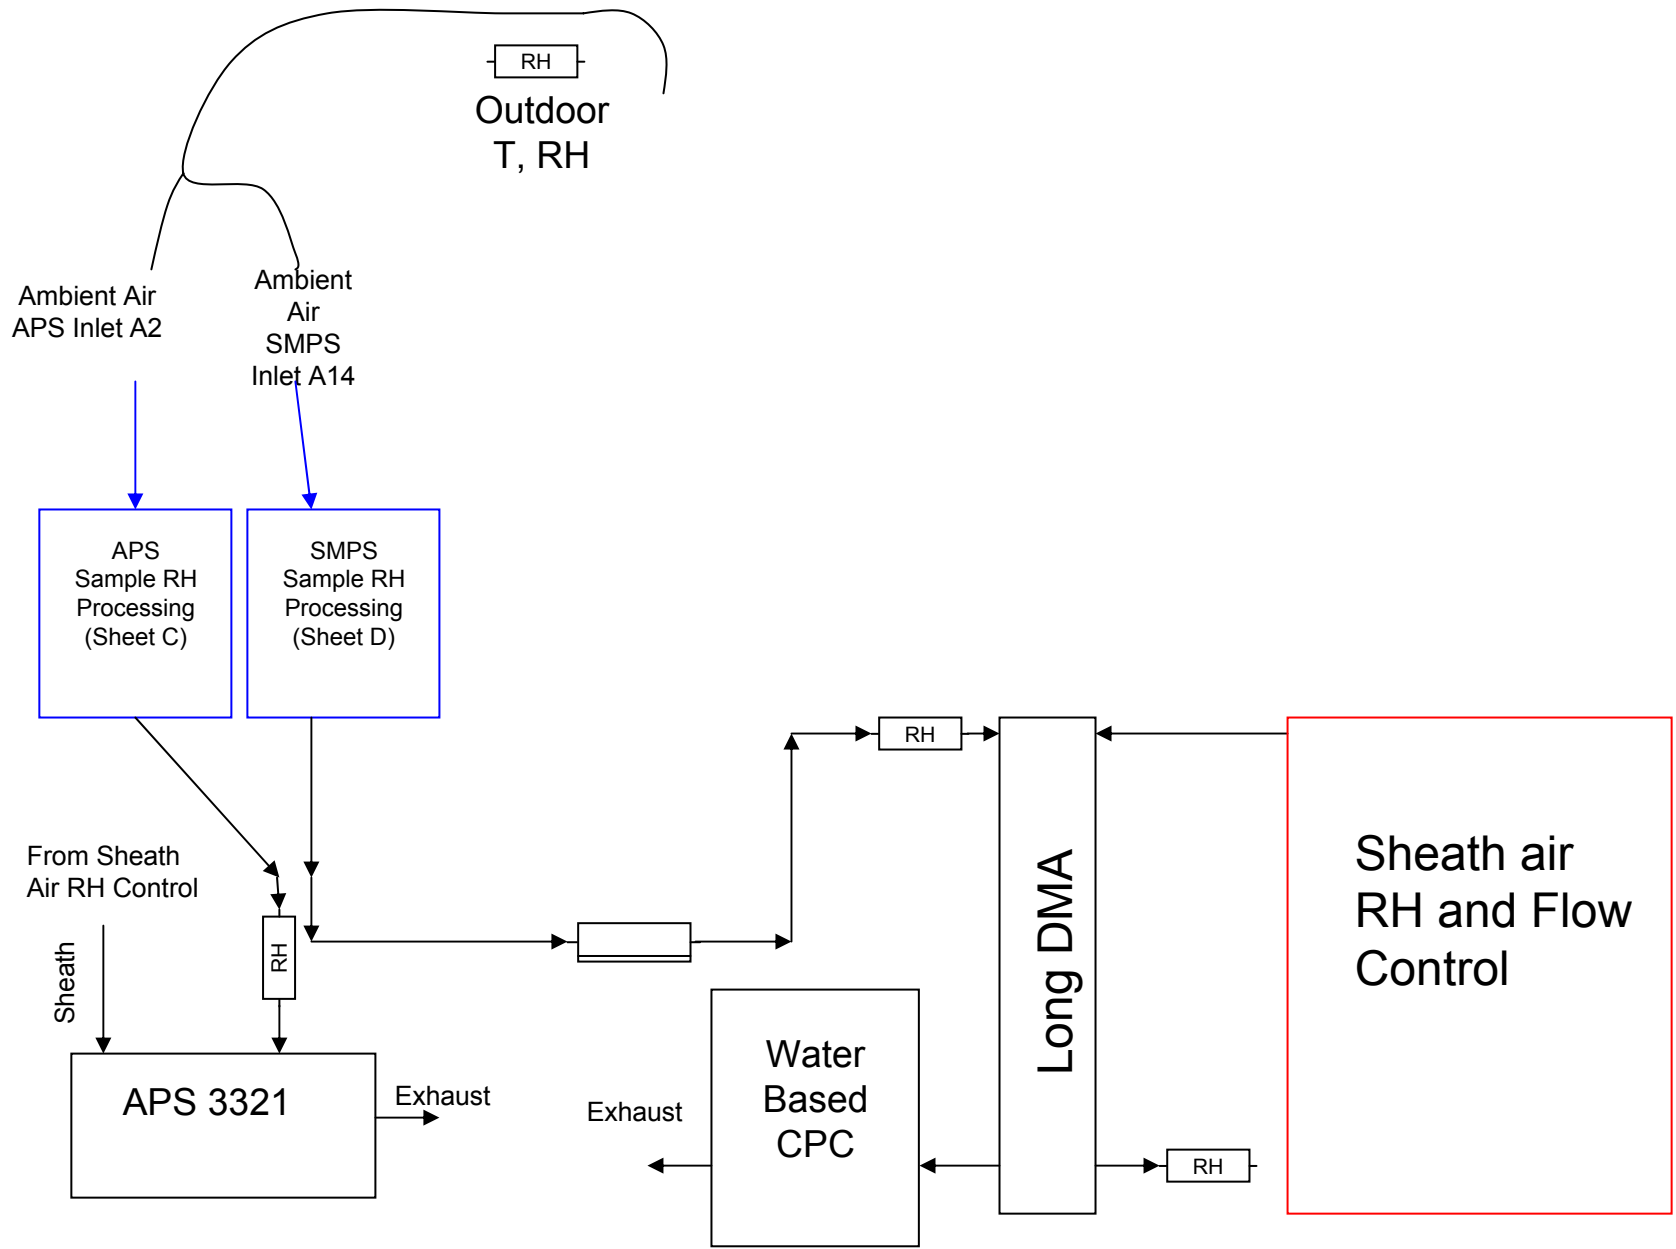 RH
Outdoor
T, RH
Ambient Air
APS Inlet A2
Ambient
Air
SMPS
Inlet A14
APS
Sample RH
Processing
(Sheet C)
SMPS
Sample RH
Processing
(Sheet D)
RH
From Sheath
Air RH Control
Sheath
RH
APS 3321
Exhaust
Exhaust
Water
Based
CPC
Long DMA
RH
Sheath air
RH and Flow
Control